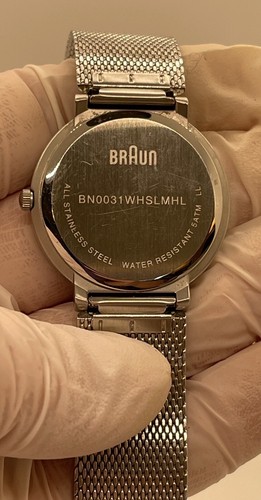 BRAUN
BN0031WHSLMHL
ALL STAINLESS STEEL WATER RESISTANT 5ATM LL